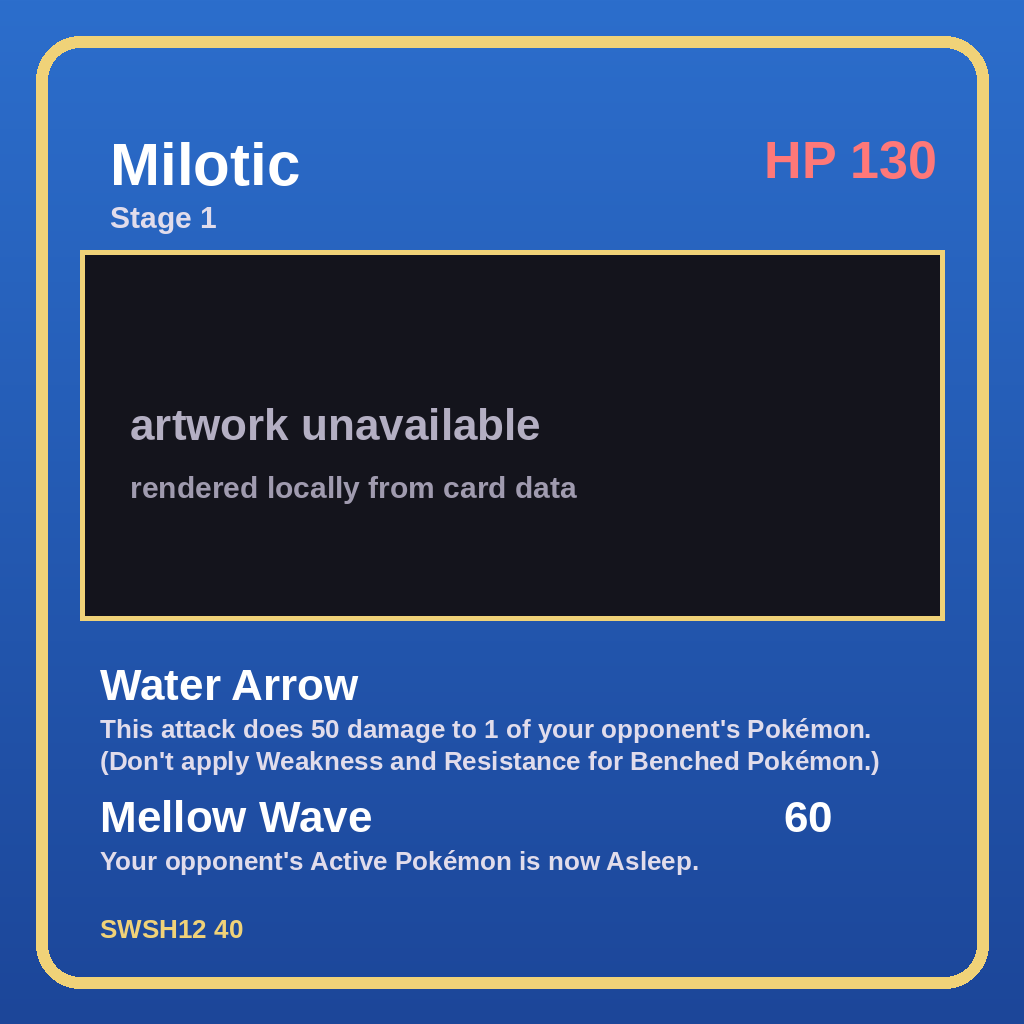 Milotic
HP 130
Stage 1
artwork unavailable
rendered locally from card data
Water Arrow
This attack does 50 damage to 1 of your opponent's Pokémon.
(Don't apply Weakness and Resistance for Benched Pokémon.)
Mellow Wave 60
Your opponent's Active Pokémon is now Asleep.
SWSH12 40